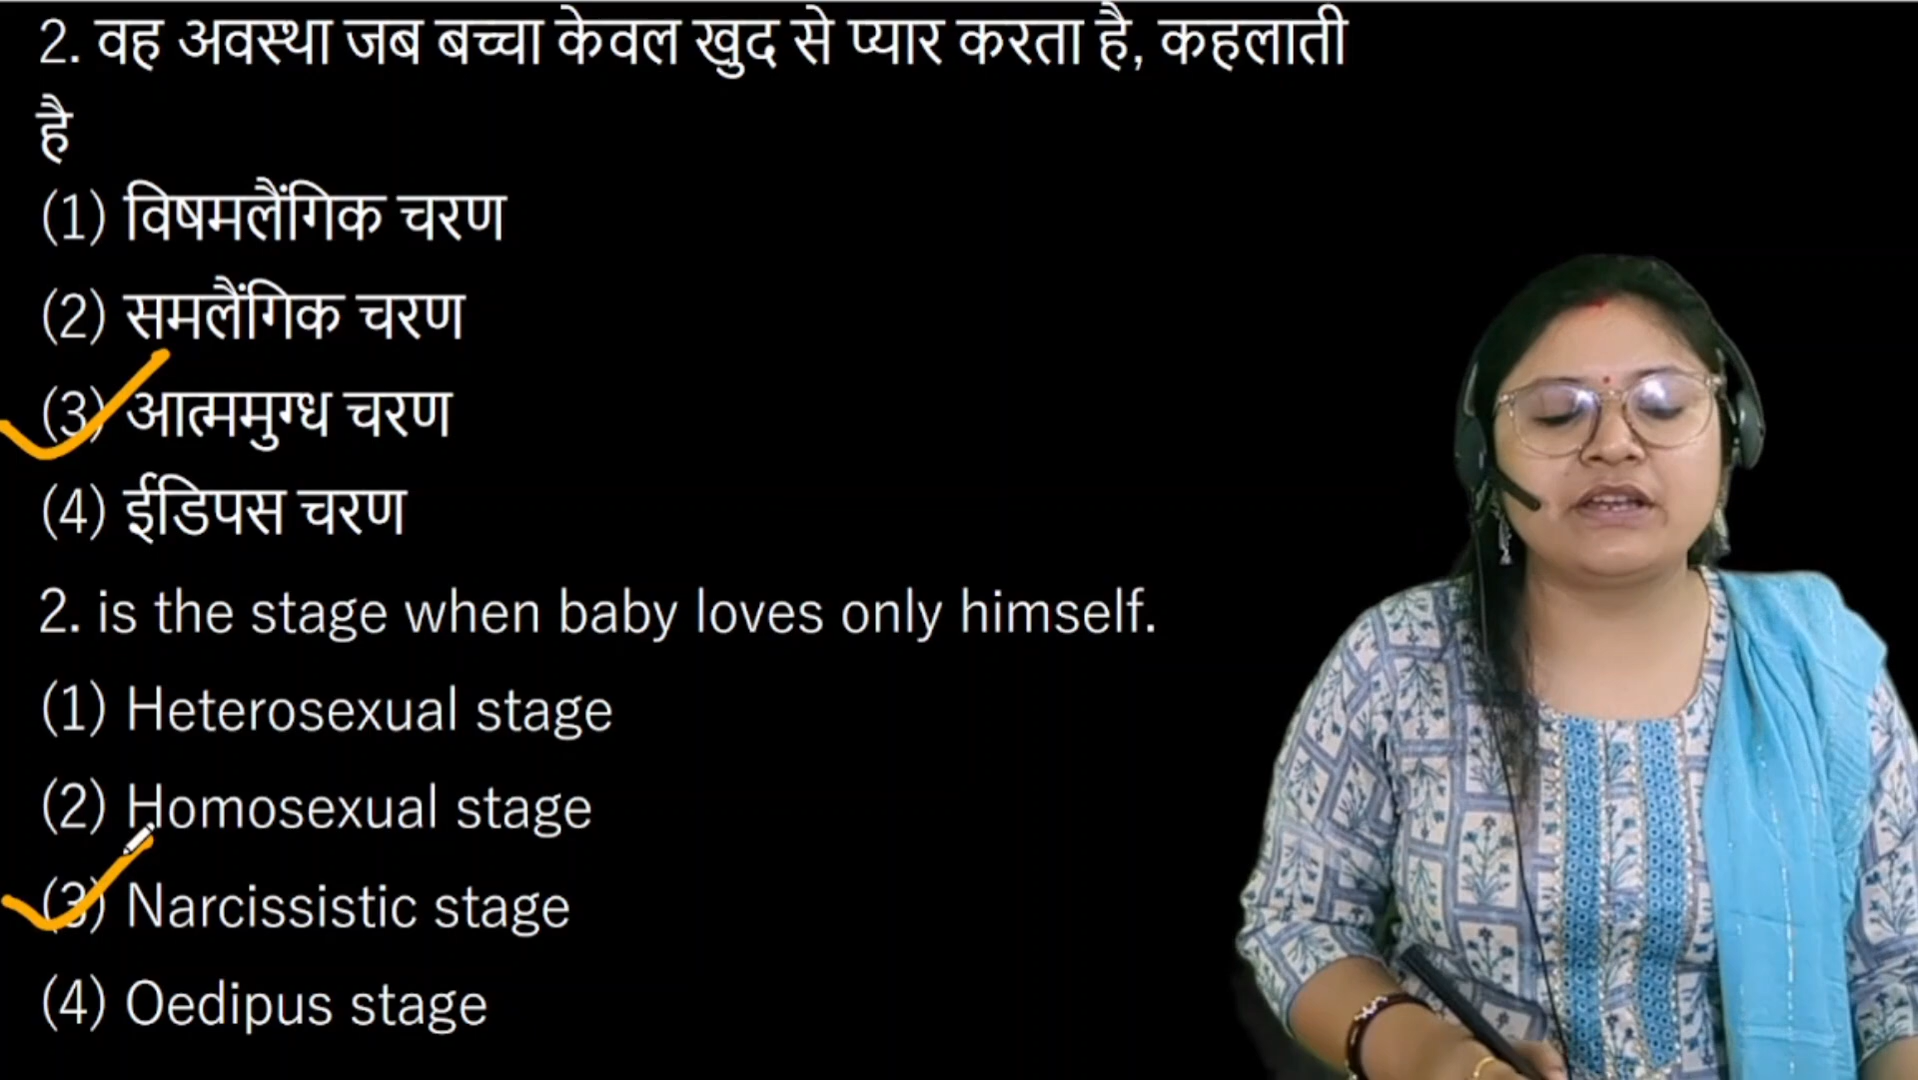 2. वह अवस्था जब बच्चा केवल खुद से प्यार करता है, कहलाती
है
(1) विषमलैंगिक चरण
(2) समलैंगिक चरण
(3) आत्ममुग्ध चरण
(4) ईडिपस चरण
2. is the stage when baby loves only himself.
(1) Heterosexual stage
(2) Homosexual stage
(3) Narcissistic stage
(4) Oedipus stage